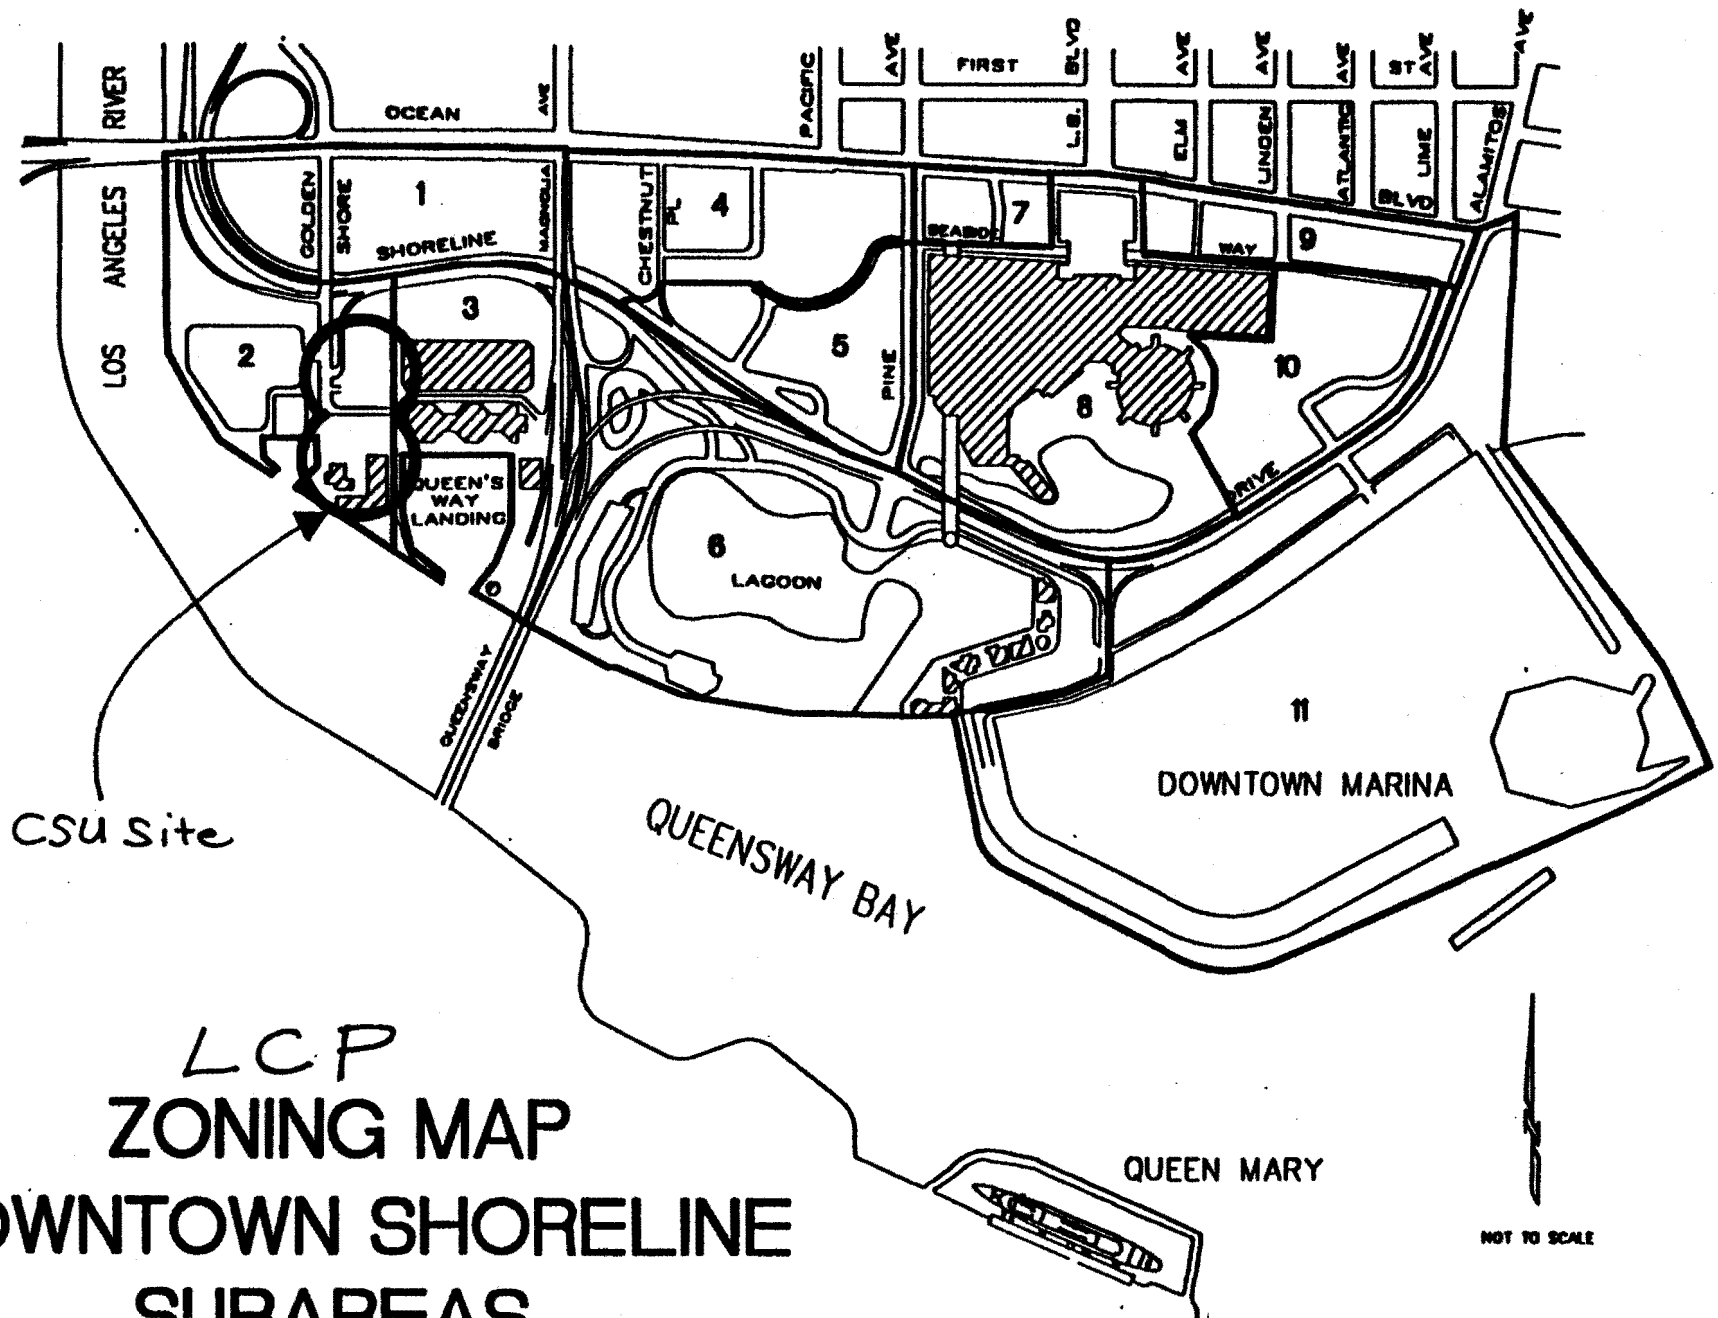 RIVER
ANGELES
LOS
OCEAN
AVE
PACIFIC
AVE
FIRST
BLVD
L.B.
AVE
ELM
AVE
LINDEN
AVE
ATLANTIC
ST
AVE
LIME
BLVD
AVE
ALAMITOS
GOLDEN
SHORE
1
MAGNOLIA
SHORELINE
CHESTNUT
PL
4
7
SEASIDE
WAY
9
2
3
5
PINE
8
10
DRIVE
QUEEN'S
WAY
LANDING
6
LAGOON
QUEENSWAY
BRIDGE
11
DOWNTOWN MARINA
CSU Site
QUEENSWAY BAY
LCP
ZONING MAP
OWNTOWN SHORELINE
SUBAREAS
QUEEN MARY
NOT TO SCALE